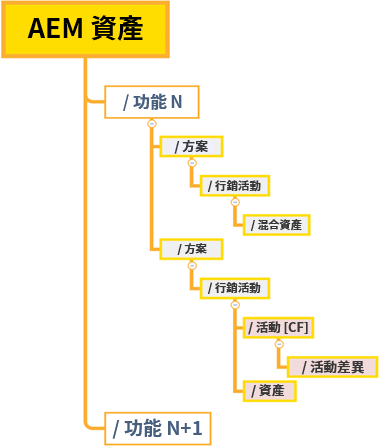 AEM 資產
/ 功能 N
/ 方案
/ 行銷活動
/ 混合資產
/ 方案
/ 行銷活動
/ 活動 [CF]
/ 活動差異
/ 資產
/ 功能 N+1